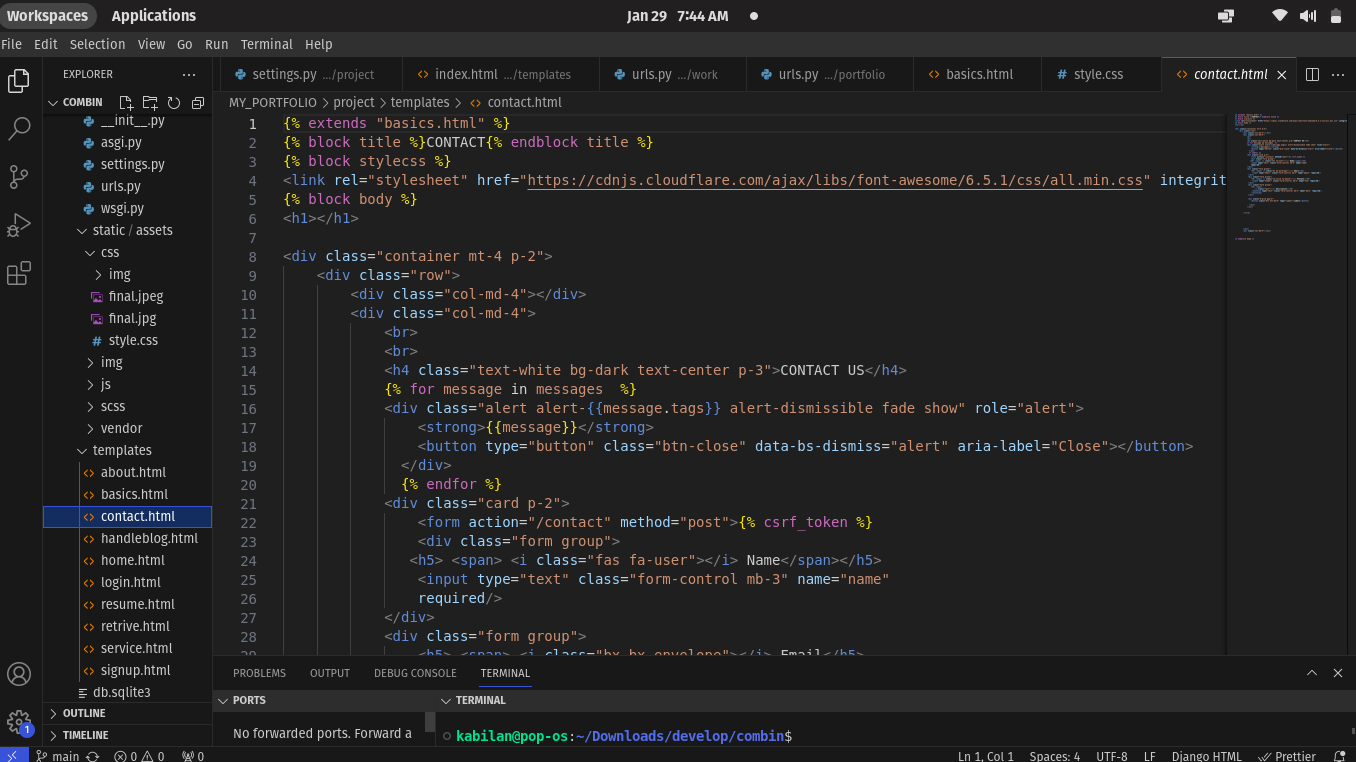 Workspaces Applications Jan 29 7:44 AM
File Edit Selection View Go Run Terminal Help
EXPLORER
COMBIN
__init__.py
asgi.py
settings.py
urls.py
wsgi.py
static / assets
css
img
final.jpeg
final.jpg
style.css
img
js
scss
vendor
templates
about.html
basics.html
contact.html
handleblog.html
home.html
login.html
resume.html
retrive.html
service.html
signup.html
db.sqlite3
OUTLINE
TIMELINE
settings.py .../project index.html .../templates urls.py .../work urls.py .../portfolio basics.html style.css contact.html
MY_PORTFOLIO > project > templates > contact.html
1 {% extends "basics.html" %}
2 {% block title %}CONTACT{% endblock title %}
3 {% block stylecss %}
4 <link rel="stylesheet" href="https://cdnjs.cloudflare.com/ajax/libs/font-awesome/6.5.1/css/all.min.css" integrit
5 {% block body %}
6 <h1></h1>
7
8 <div class="container mt-4 p-2">
9 <div class="row">
10 <div class="col-md-4"></div>
11 <div class="col-md-4">
12 <br>
13 <br>
14 <h4 class="text-white bg-dark text-center p-3">CONTACT US</h4>
15 {% for message in messages  %}
16 <div class="alert alert-{{message.tags}} alert-dismissible fade show" role="alert">
17 <strong>{{message}}</strong>
18 <button type="button" class="btn-close" data-bs-dismiss="alert" aria-label="Close"></button>
19 </div>
20 {% endfor %}
21 <div class="card p-2">
22 <form action="/contact" method="post">{% csrf_token %}
23 <div class="form group">
24 <h5> <span> <i class="fas fa-user"></i> Name</span></h5>
25 <input type="text" class="form-control mb-3" name="name"
26 required/>
27 </div>
28 <div class="form group">
29 <h5> <span> <i class="bx bx-envelope"></i> Email</h5>
PROBLEMS OUTPUT DEBUG CONSOLE TERMINAL
PORTS
No forwarded ports. Forward a
TERMINAL
kabilan@pop-os:~/Downloads/develop/combin$
1
main 0 0 0 Ln 1, Col 1 Spaces: 4 UTF-8 LF Django HTML Prettier